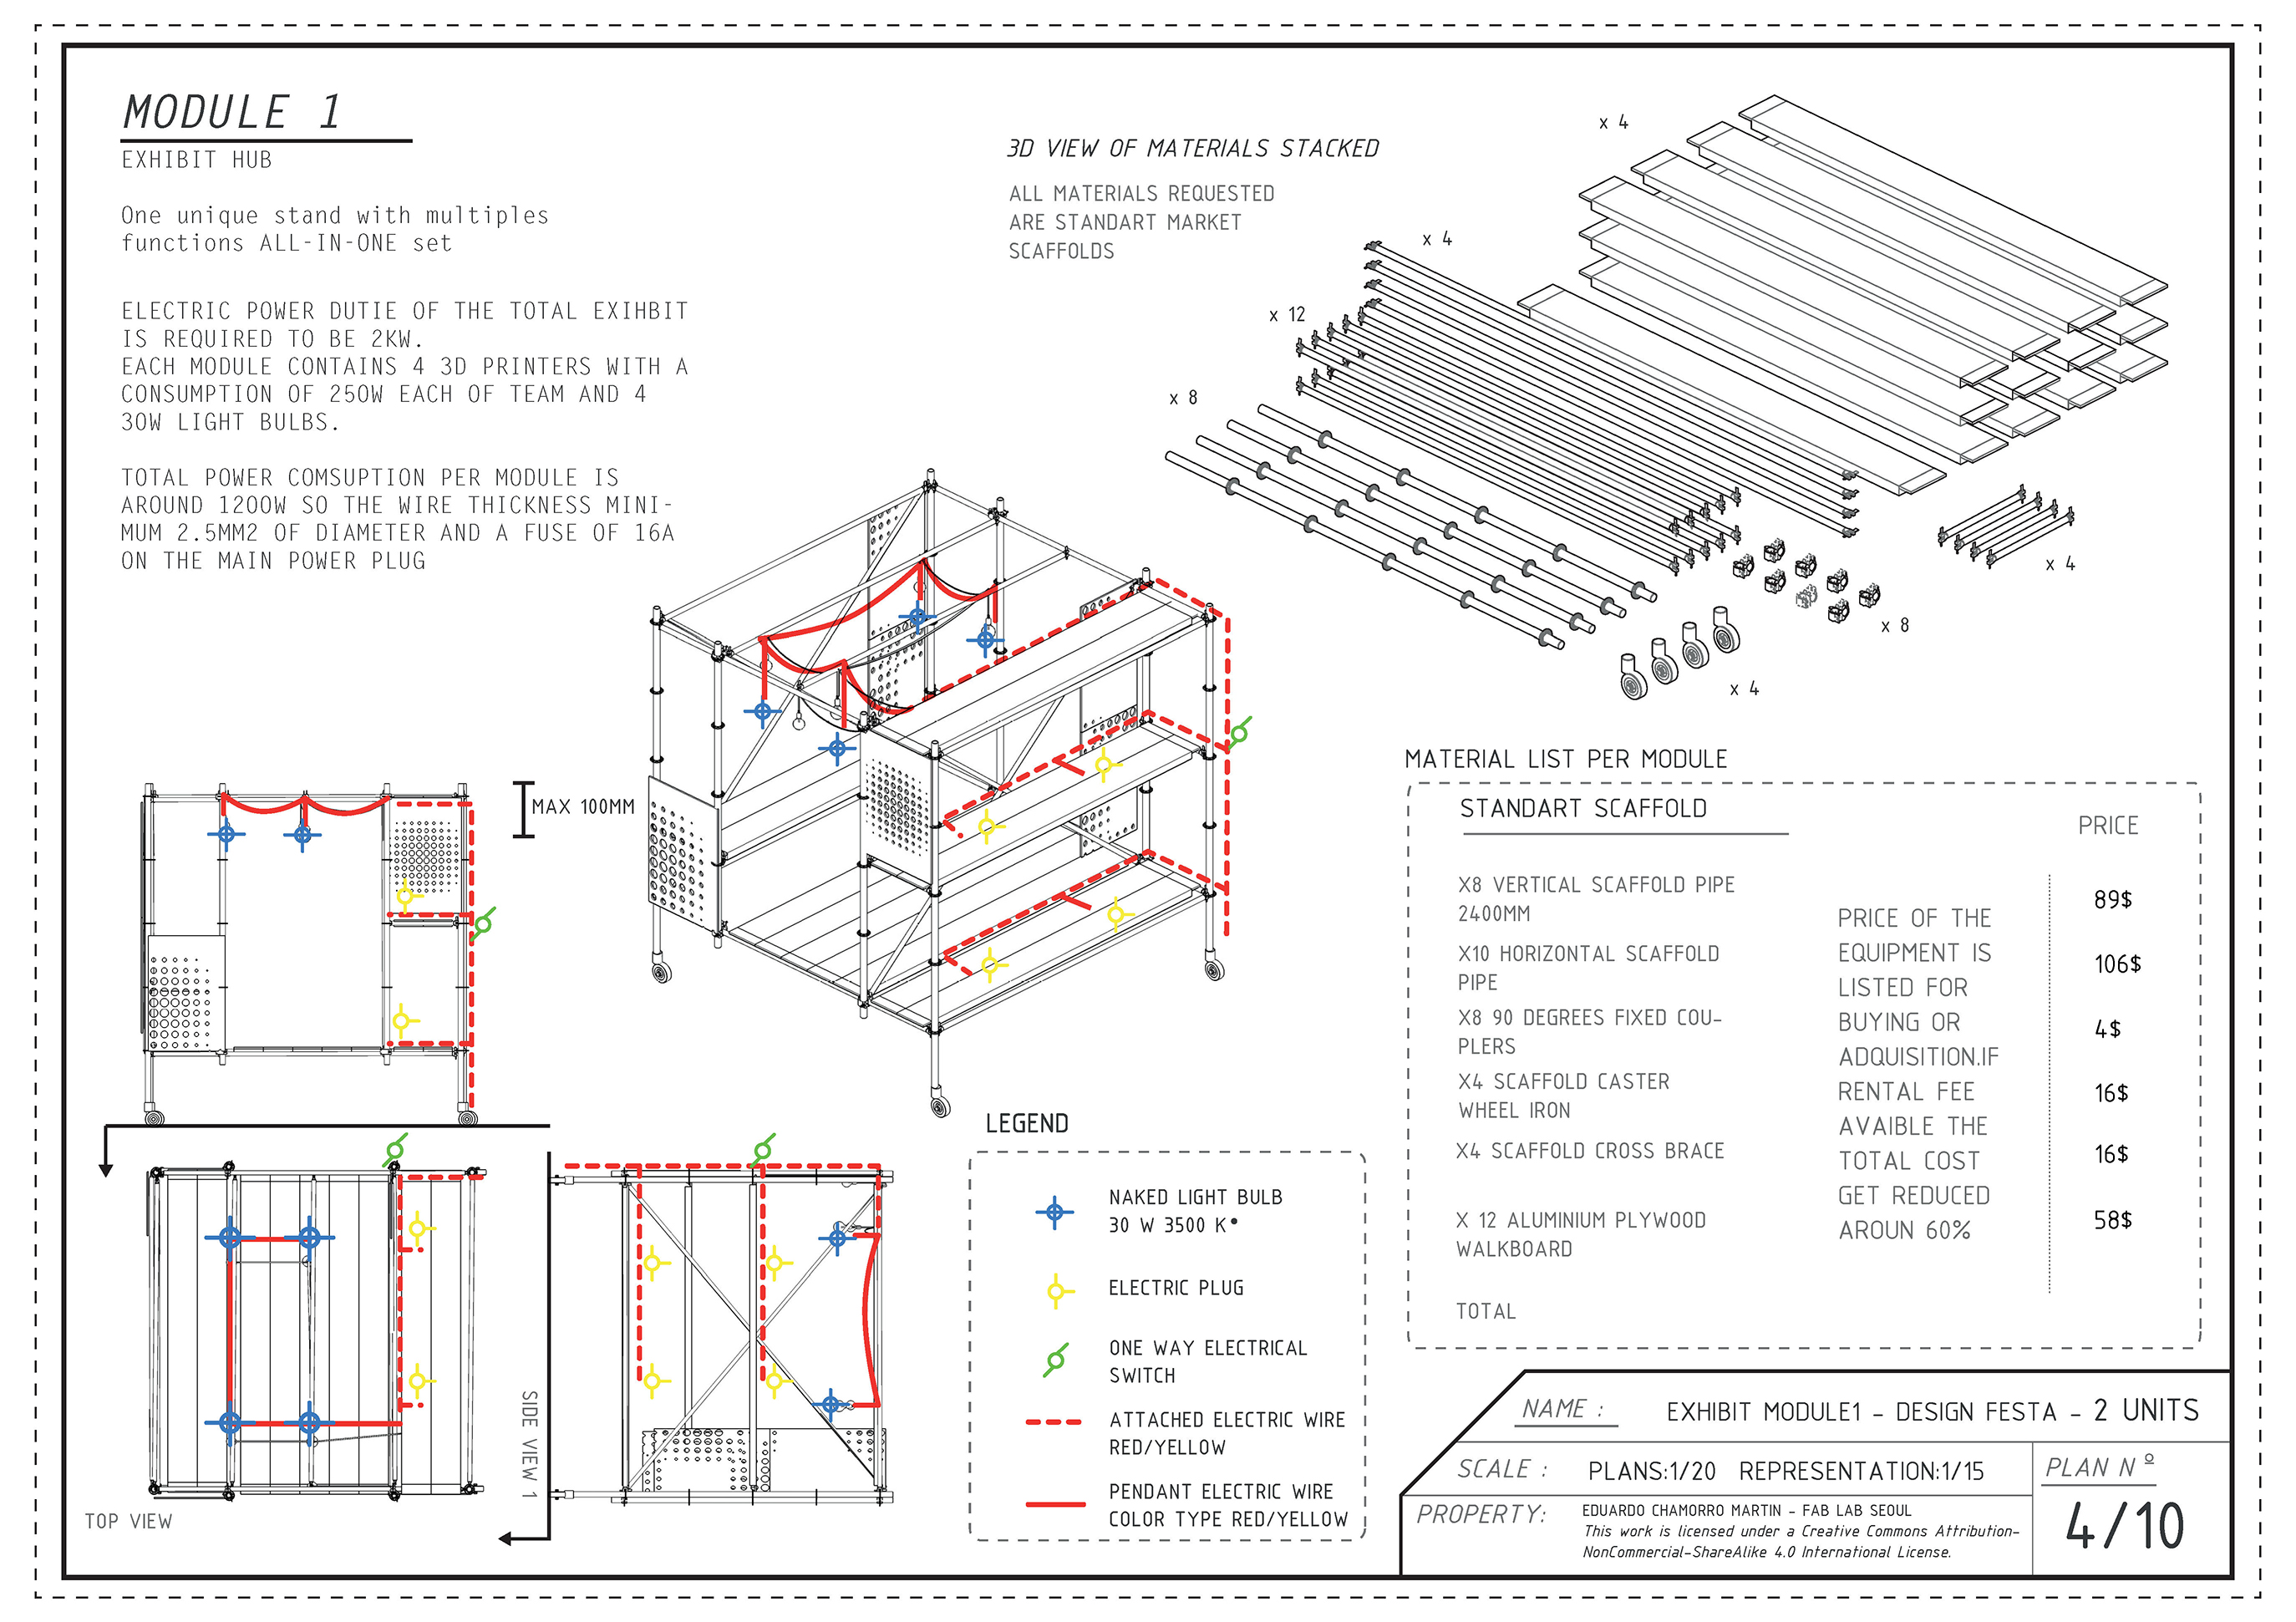 MODULE 1
EXHIBIT HUB
One unique stand with multiples
functions ALL-IN-ONE set
ELECTRIC POWER DUTIE OF THE TOTAL EXIHBIT
IS REQUIRED TO BE 2KW.
EACH MODULE CONTAINS 4 3D PRINTERS WITH A
CONSUMPTION OF 250W EACH OF TEAM AND 4
30W LIGHT BULBS.
TOTAL POWER COMSUPTION PER MODULE IS
AROUND 1200W SO THE WIRE THICKNESS MINI-
MUM 2.5MM2 OF DIAMETER AND A FUSE OF 16A
ON THE MAIN POWER PLUG
3D VIEW OF MATERIALS STACKED
ALL MATERIALS REQUESTED
ARE STANDART MARKET
SCAFFOLDS
x 4
x 4
x 12
x 8
x 4
x 8
x 4
MAX 100MM
TOP VIEW
SIDE VIEW 1
LEGEND
NAKED LIGHT BULB
30 W 3500 K°
ELECTRIC PLUG
ONE WAY ELECTRICAL
SWITCH
ATTACHED ELECTRIC WIRE
RED/YELLOW
PENDANT ELECTRIC WIRE
COLOR TYPE RED/YELLOW
MATERIAL LIST PER MODULE
STANDART SCAFFOLD
PRICE
X8 VERTICAL SCAFFOLD PIPE
2400MM
X10 HORIZONTAL SCAFFOLD
PIPE
X8 90 DEGREES FIXED COU-
PLERS
X4 SCAFFOLD CASTER
WHEEL IRON
X4 SCAFFOLD CROSS BRACE
X 12 ALUMINIUM PLYWOOD
WALKBOARD
TOTAL
PRICE OF THE
EQUIPMENT IS
LISTED FOR
BUYING OR
ADQUISITION.IF
RENTAL FEE
AVAIBLE THE
TOTAL COST
GET REDUCED
AROUN 60%
89$
106$
4$
16$
16$
58$
NAME : EXHIBIT MODULE1 - DESIGN FESTA - 2 UNITS
SCALE : PLANS:1/20 REPRESENTATION:1/15
PLAN Nº
4/10
PROPERTY: EDUARDO CHAMORRO MARTIN - FAB LAB SEOUL
This work is licensed under a Creative Commons Attribution-
NonCommercial-ShareAlike 4.0 International License.